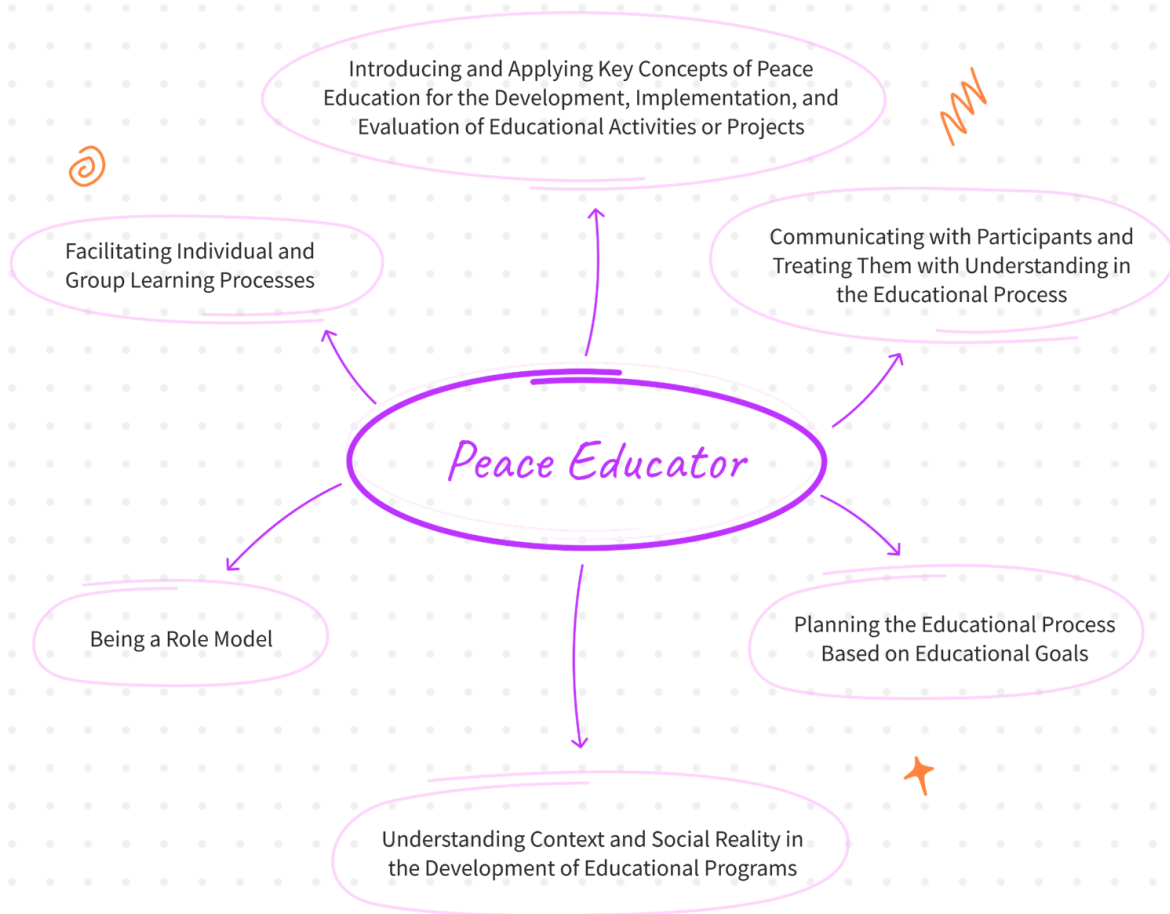 Introducing and Applying Key Concepts of Peace
Education for the Development, Implementation, and
Evaluation of Educational Activities or Projects
Facilitating Individual and
Group Learning Processes
Communicating with Participants and
Treating Them with Understanding in
the Educational Process
Peace Educator
Being a Role Model
Planning the Educational Process
Based on Educational Goals
Understanding Context and Social Reality in
the Development of Educational Programs